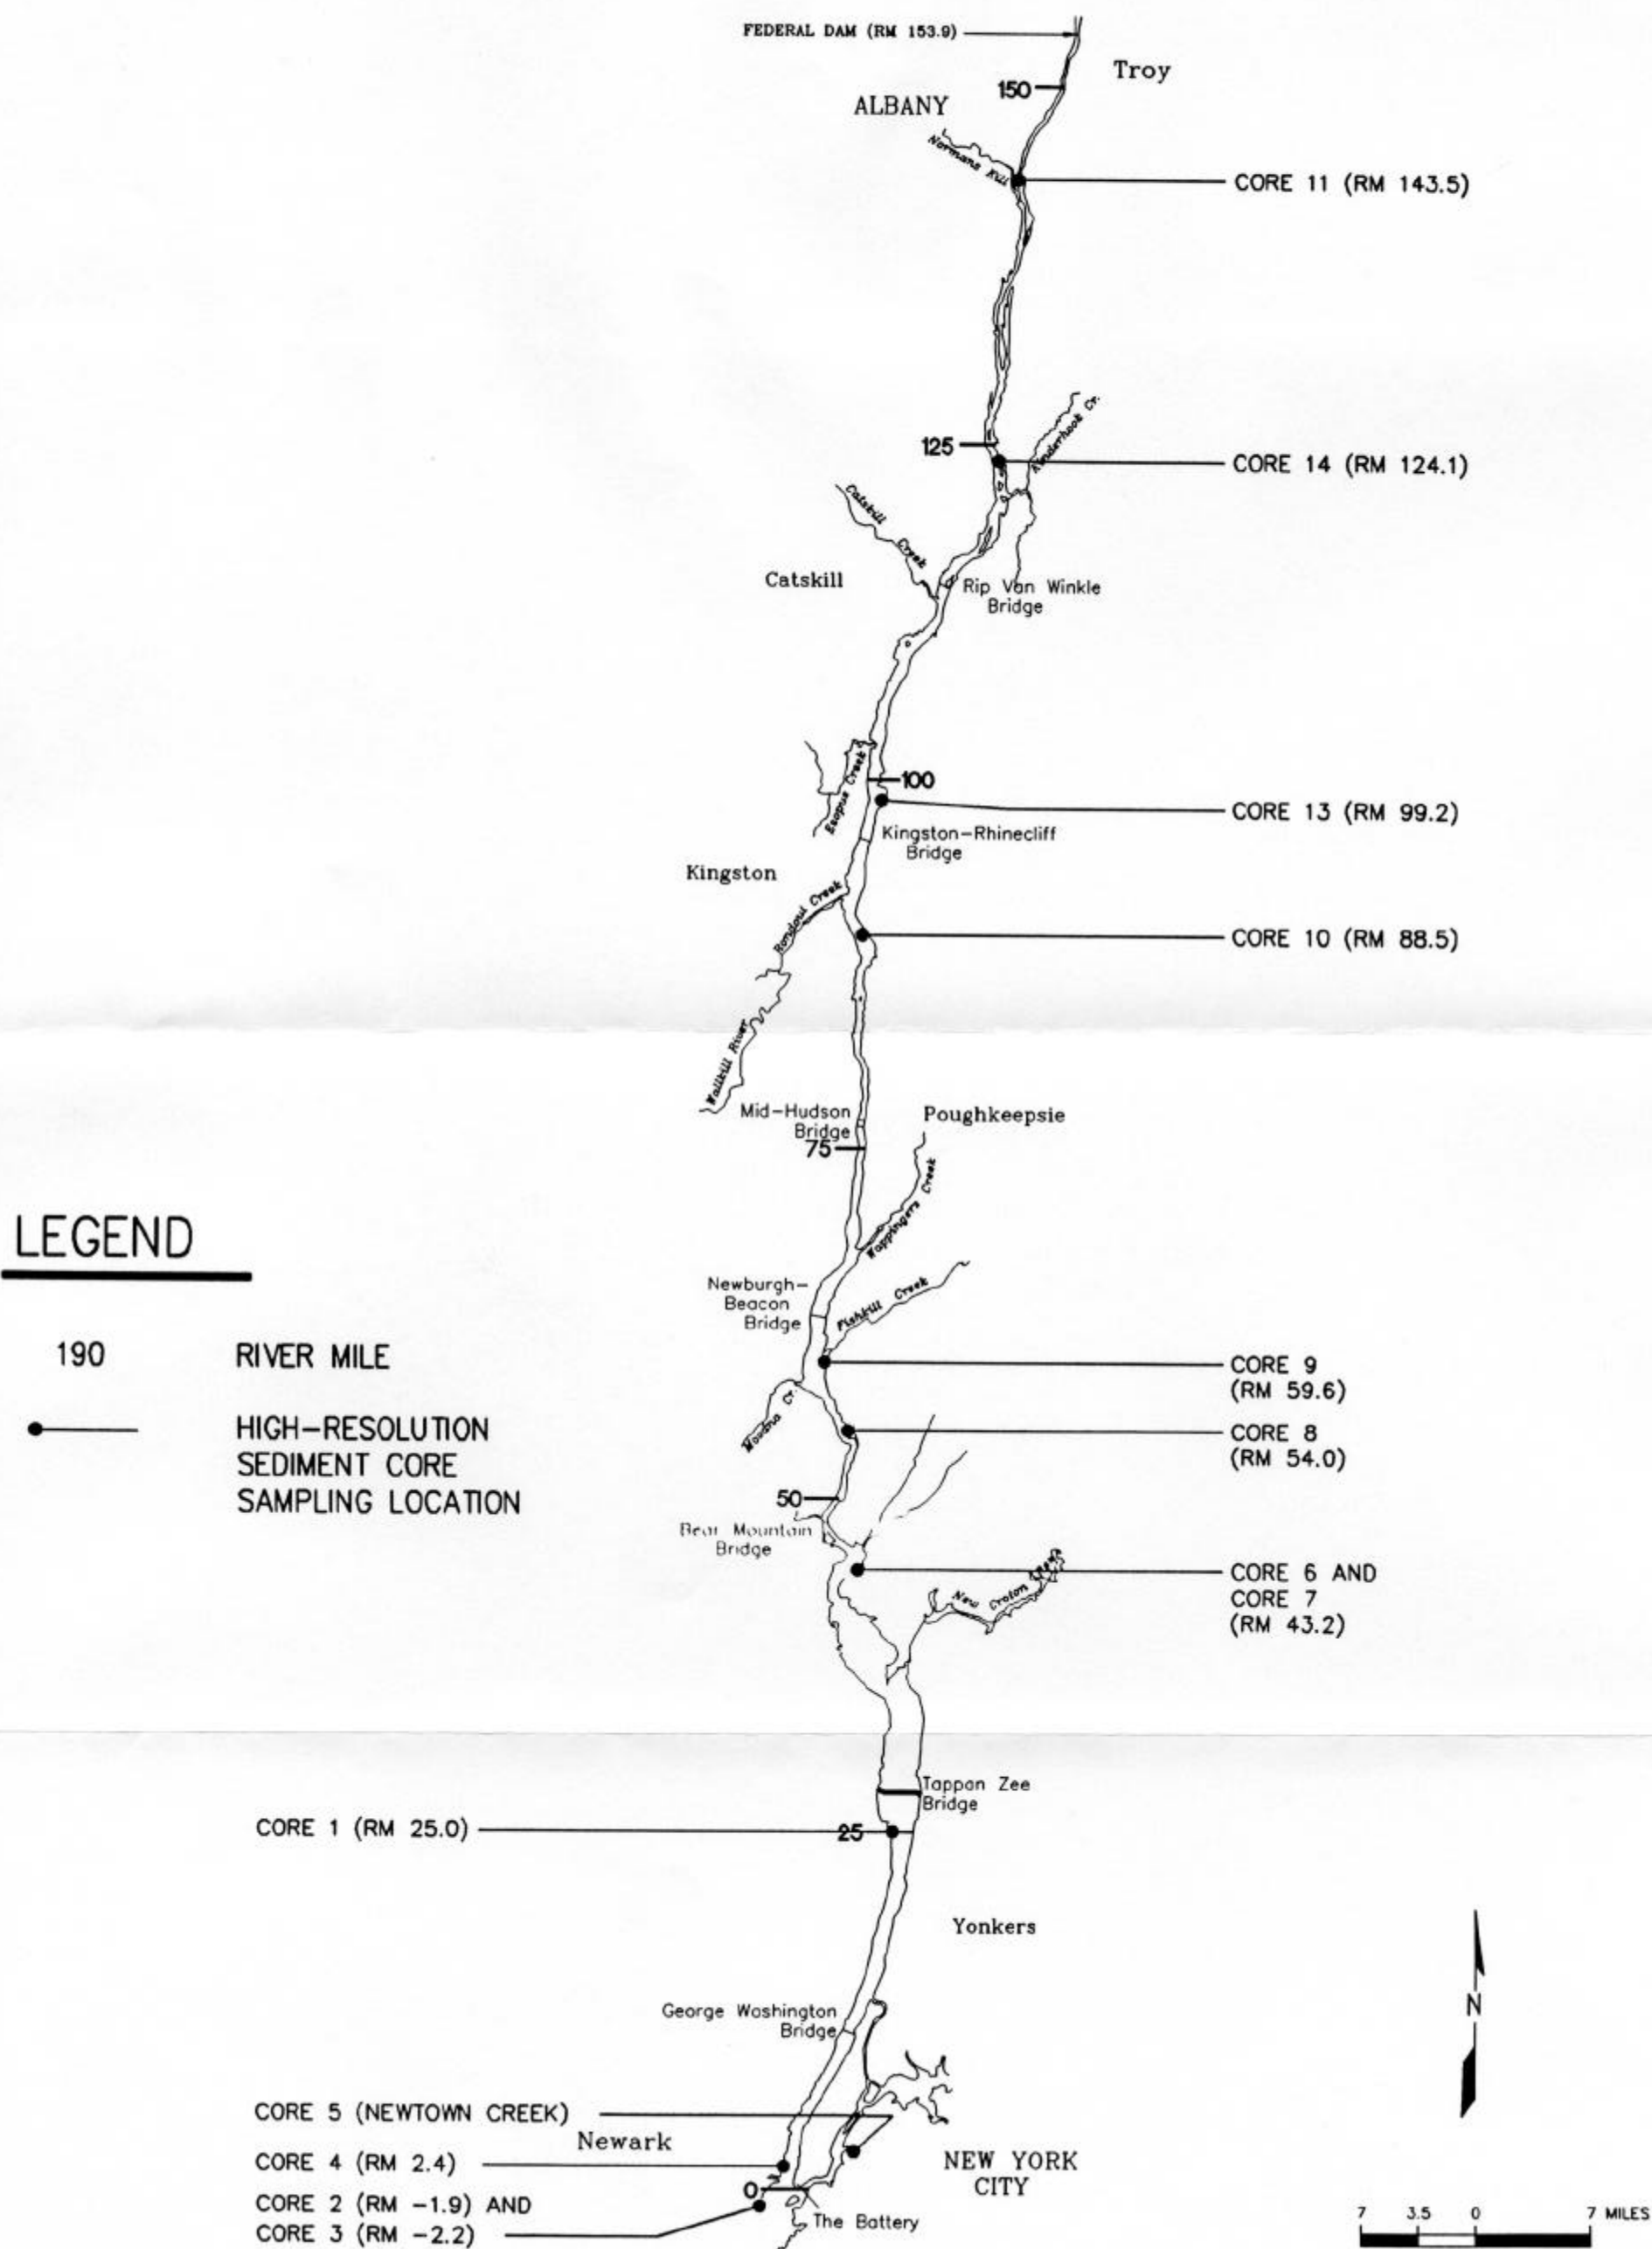 FEDERAL DAM (RM 153.9)
Troy
150
ALBANY
Normans Kill
CORE 11 (RM 143.5)
Kinderhook Cr.
125
CORE 14 (RM 124.1)
Catskill Creek
Catskill
Rip Van Winkle
Bridge
100
Esopus Creek
CORE 13 (RM 99.2)
Kingston-Rhinecliff
Bridge
Kingston
Rondout Creek
CORE 10 (RM 88.5)
Wallkill River
Mid-Hudson
Bridge
Poughkeepsie
75
Wappingers Creek
LEGEND
190
RIVER MILE
HIGH-RESOLUTION
SEDIMENT CORE
SAMPLING LOCATION
Newburgh-
Beacon
Bridge
Fishkill Creek
CORE 9
(RM 59.6)
Moodna Cr.
CORE 8
(RM 54.0)
50
Bear Mountain
Bridge
CORE 6 AND
CORE 7
(RM 43.2)
New Croton
Tappan Zee
Bridge
CORE 1 (RM 25.0)
25
Yonkers
George Washington
Bridge
N
CORE 5 (NEWTOWN CREEK)
Newark
CORE 4 (RM 2.4)
NEW YORK
CITY
0
CORE 2 (RM -1.9) AND
CORE 3 (RM -2.2)
The Battery
7 3.5 0 7 MILES